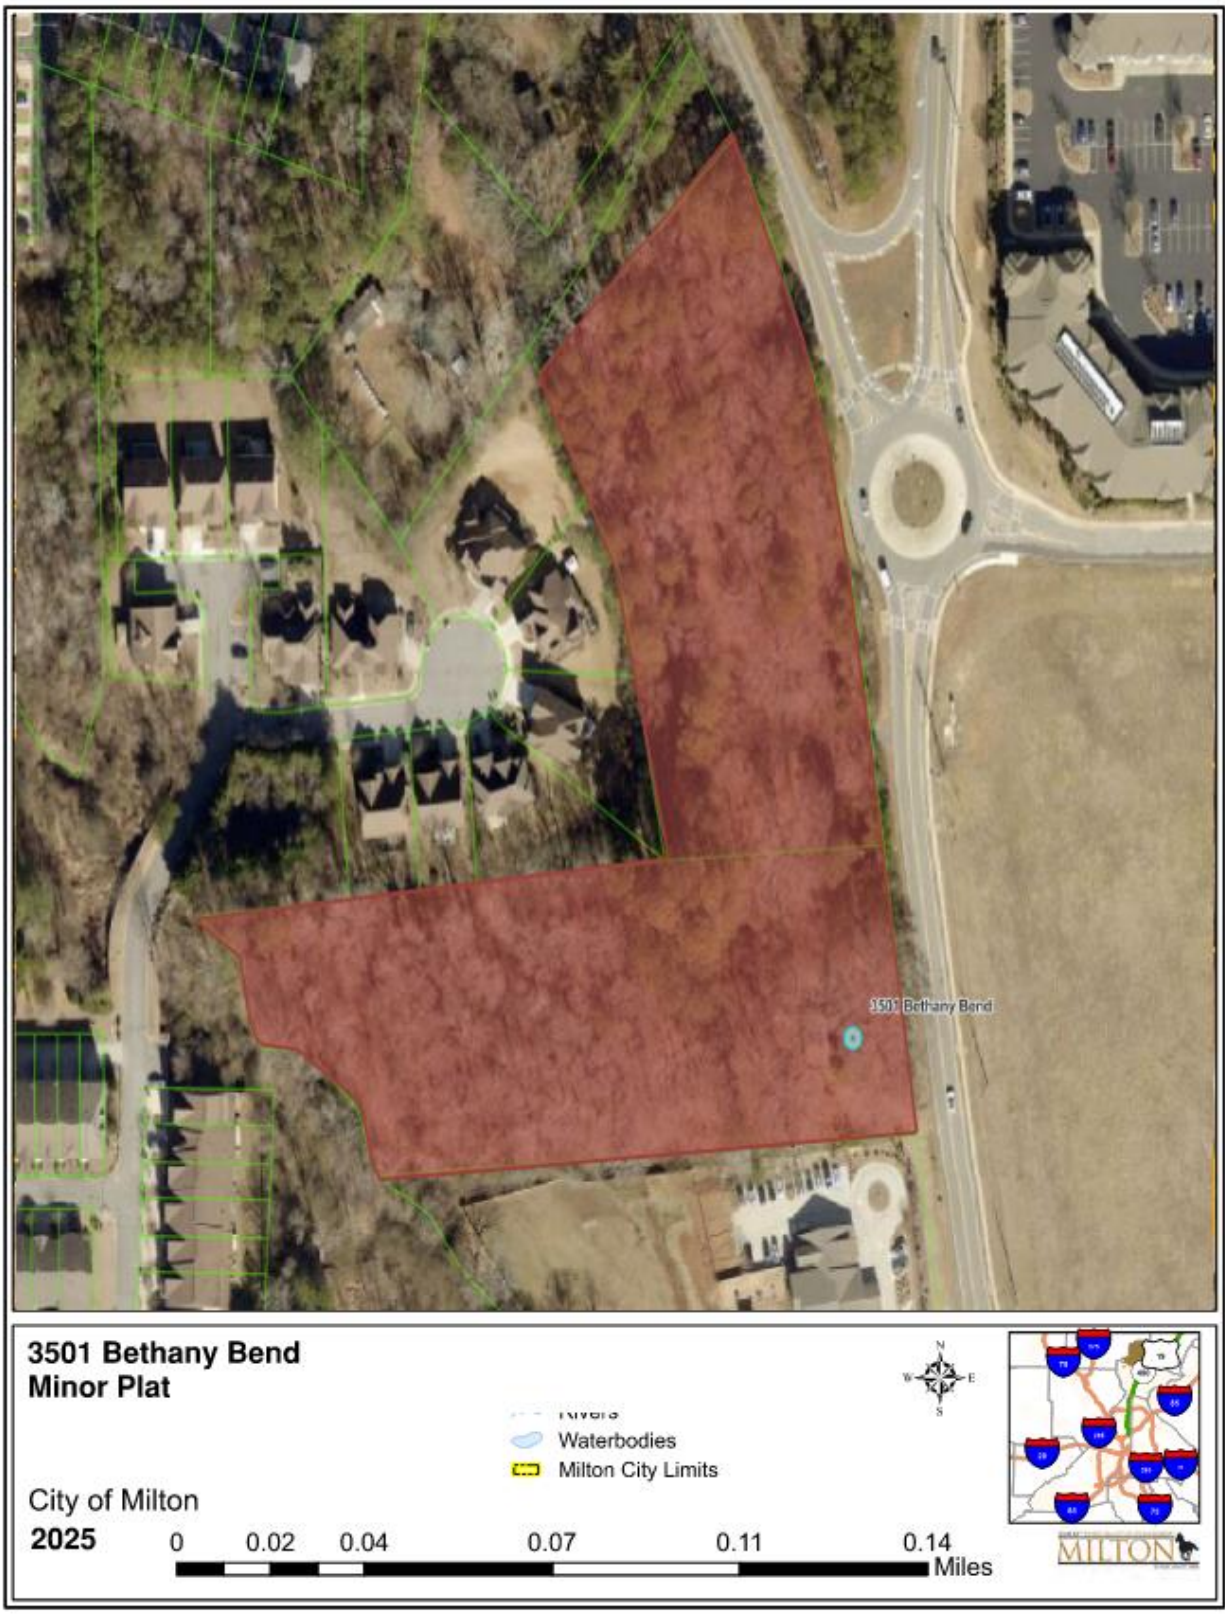 3501 Bethany Bend
3501 Bethany Bend
Minor Plat
N
W E
S
Rivers
Waterbodies
Milton City Limits
City of Milton
2025
0 0.02 0.04 0.07 0.11 0.14
Miles
MILTON